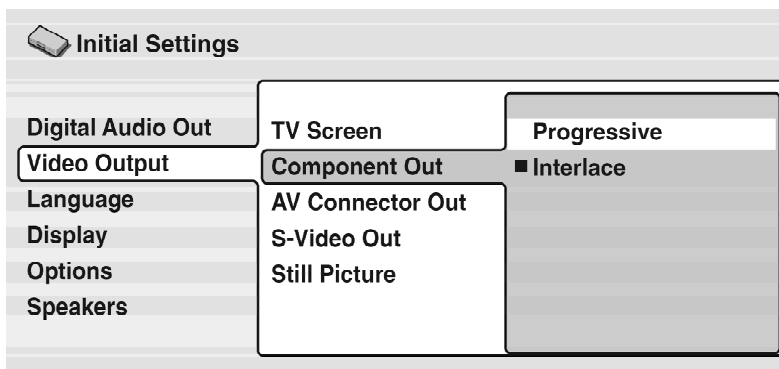 Initial Settings
Digital Audio Out
Video Output
Language
Display
Options
Speakers
TV Screen
Component Out
AV Connector Out
S-Video Out
Still Picture
Progressive
■ Interlace